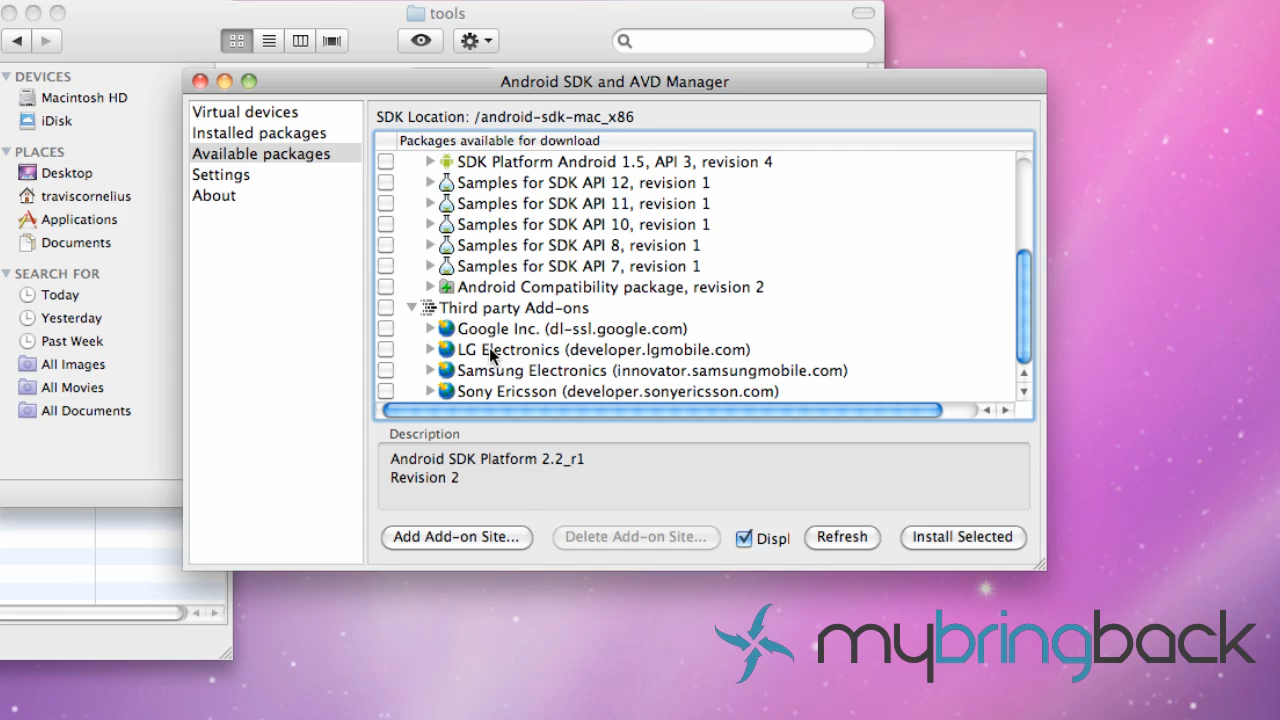 tools
DEVICES
Macintosh HD
iDisk
PLACES
Desktop
traviscornelius
Applications
Documents
SEARCH FOR
Today
Yesterday
Past Week
All Images
All Movies
All Documents
Android SDK and AVD Manager
Virtual devices
Installed packages
Available packages
Settings
About
SDK Location: /android-sdk-mac_x86
Packages available for download
SDK Platform Android 1.5, API 3, revision 4
Samples for SDK API 12, revision 1
Samples for SDK API 11, revision 1
Samples for SDK API 10, revision 1
Samples for SDK API 8, revision 1
Samples for SDK API 7, revision 1
Android Compatibility package, revision 2
Third party Add-ons
Google Inc. (dl-ssl.google.com)
LG Electronics (developer.lgmobile.com)
Samsung Electronics (innovator.samsungmobile.com)
Sony Ericsson (developer.sonyericsson.com)
Description
Android SDK Platform 2.2_r1
Revision 2
Add Add-on Site... Delete Add-on Site... Displ Refresh Install Selected
mybringback